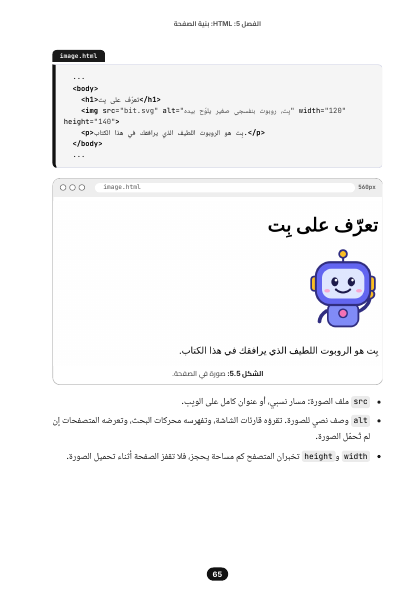 الفصل 5: HTML: بنية الصفحة
image.html
...
<body>
<h1>تعرّف على بِت</h1>
<img src="bit.svg" alt="بِت، روبوت بنفسجي صغير يلوّح بيده" width="120"
height="140">
<p>بِت هو الروبوت اللطيف الذي يرافقك في هذا الكتاب.</p>
</body>
...
image.html
560px
تعرّف على بِت
بِت هو الروبوت اللطيف الذي يرافقك في هذا الكتاب.
الشكل 5.5: صورة في الصفحة.
• src ملف الصورة: مسار نسبي، أو عنوان كامل على الويب.
• alt وصف نصي للصورة. تقرؤه قارئات الشاشة، وتفهرسه محركات البحث، وتعرضه المتصفحات إن
لم تُحمّل الصورة.
• width و height تخبران المتصفح كم مساحة يحجز، فلا تقفز الصفحة أثناء تحميل الصورة.
65